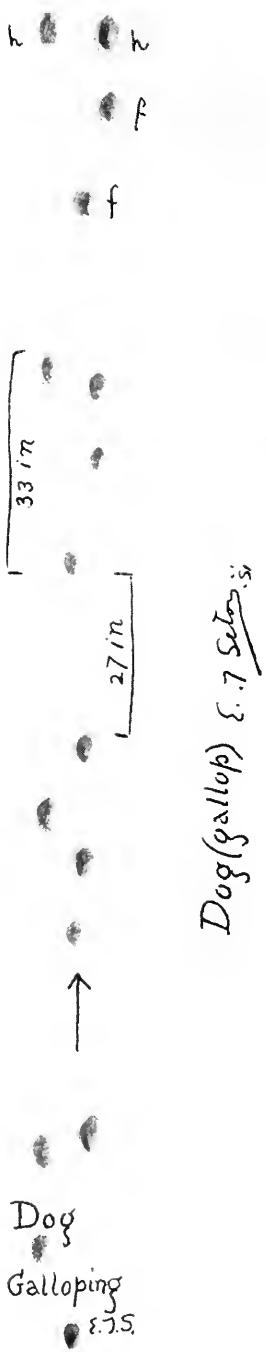 h
h
f
f
33 in
27 in
Dog (gallop) E.T Seton
Dog
Galloping
E.T.S.